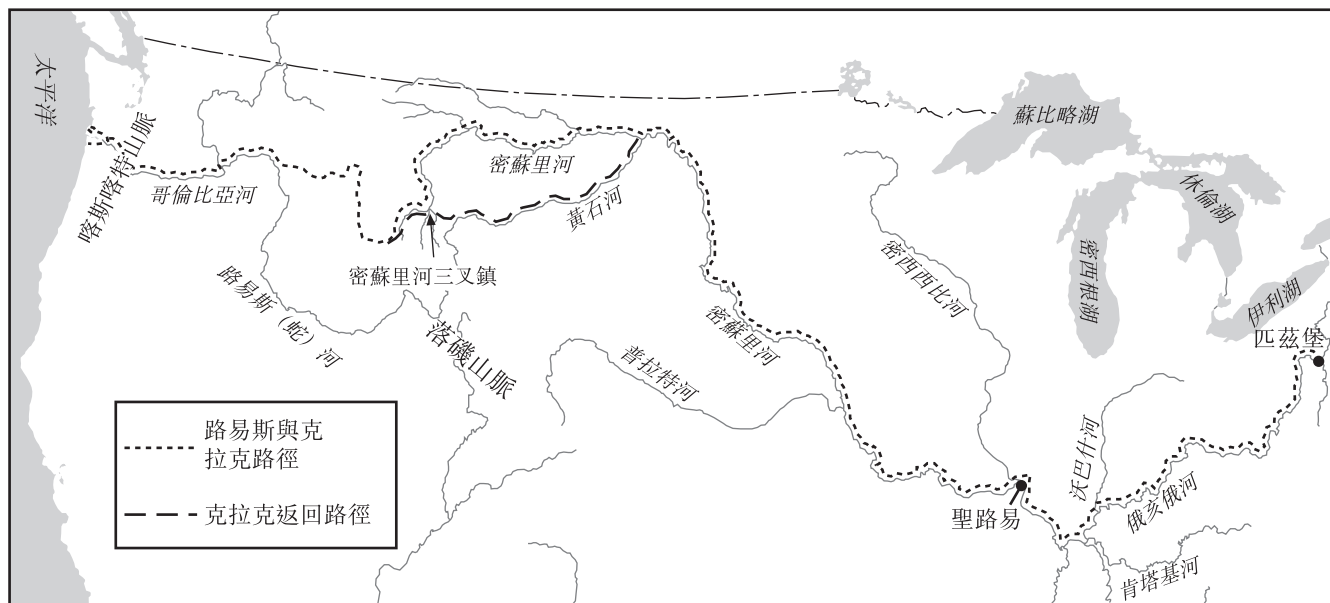 太平洋
喀斯喀特山脈
哥倫比亞河
路易斯（蛇）河
密蘇里河
黃石河
密蘇里河三叉鎮
落磯山脈
普拉特河
密蘇里河
密西西比河
蘇比略湖
休倫湖
密西根湖
伊利湖
匹茲堡
沃巴什河
俄亥俄河
聖路易
肯塔基河
路易斯與克
拉克路徑
克拉克返回路徑